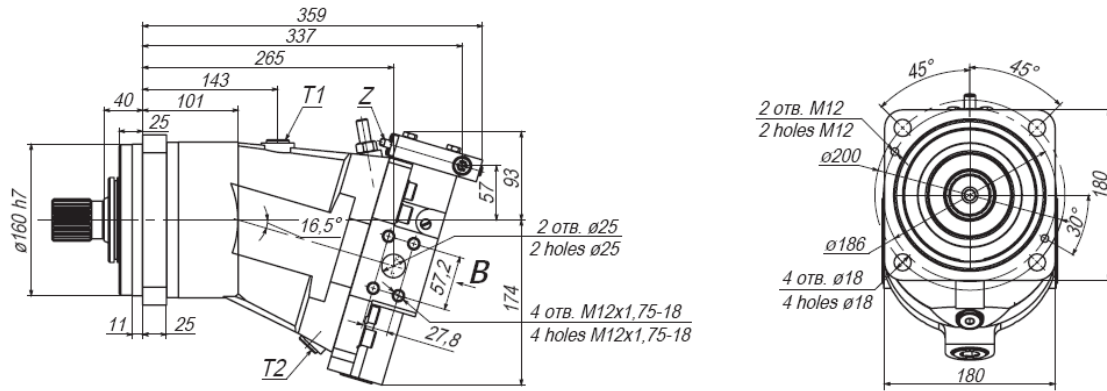 359
337
265
143
40
101
T1
Z
25
57
93
ø160 h7
16,5°
2 отв. ø25
2 holes ø25
57,2
B
174
4 отв. M12x1,75-18
4 holes M12x1,75-18
27,8
11
25
T2
45°
45°
2 отв. M12
2 holes M12
ø200
180
30°
ø186
4 отв. ø18
4 holes ø18
180